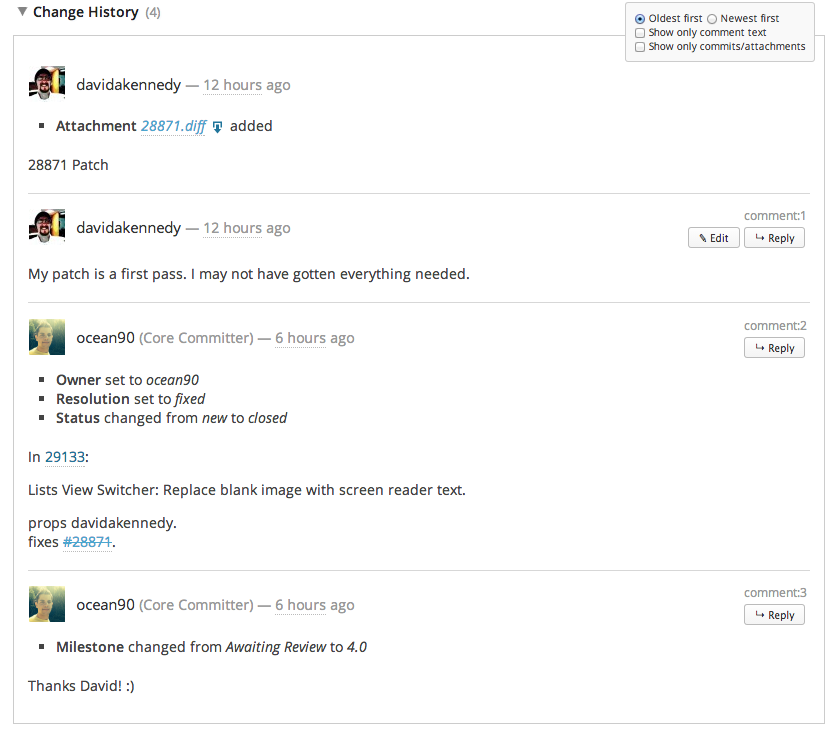 ▼ Change History (4)
Oldest first Newest first
Show only comment text
Show only commits/attachments
davidakennedy — 12 hours ago
Attachment 28871.diff added
28871 Patch
comment:1
davidakennedy — 12 hours ago
Edit Reply
My patch is a first pass. I may not have gotten everything needed.
comment:2
ocean90 (Core Committer) — 6 hours ago
Reply
Owner set to ocean90
Resolution set to fixed
Status changed from new to closed
In 29133:
Lists View Switcher: Replace blank image with screen reader text.
props davidakennedy.
fixes #28871.
comment:3
ocean90 (Core Committer) — 6 hours ago
Reply
Milestone changed from Awaiting Review to 4.0
Thanks David! :)